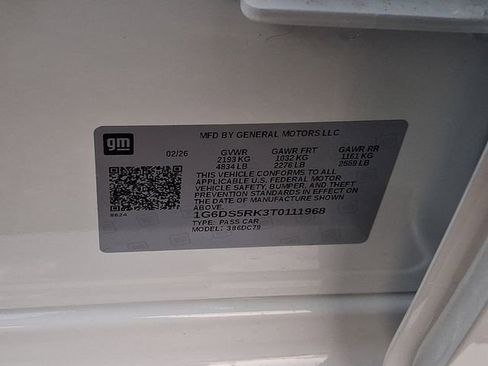 gm
MFD BY GENERAL MOTORS LLC
02/26 GVWR GAWR FRT GAWR RR
2193 KG 1032 KG 1161 KG
4834 LB 2276 LB 2559 LB
THIS VEHICLE CONFORMS TO ALL
APPLICABLE U.S. FEDERAL MOTOR
VEHICLE SAFETY, BUMPER, AND THEFT
PREVENTION STANDARDS IN EFFECT ON
THE DATE OF MANUFACTURE SHOWN
ABOVE.
8624
1G6DS5RK3T0111968
TYPE: PASS CAR
MODEL: 3B6DC79